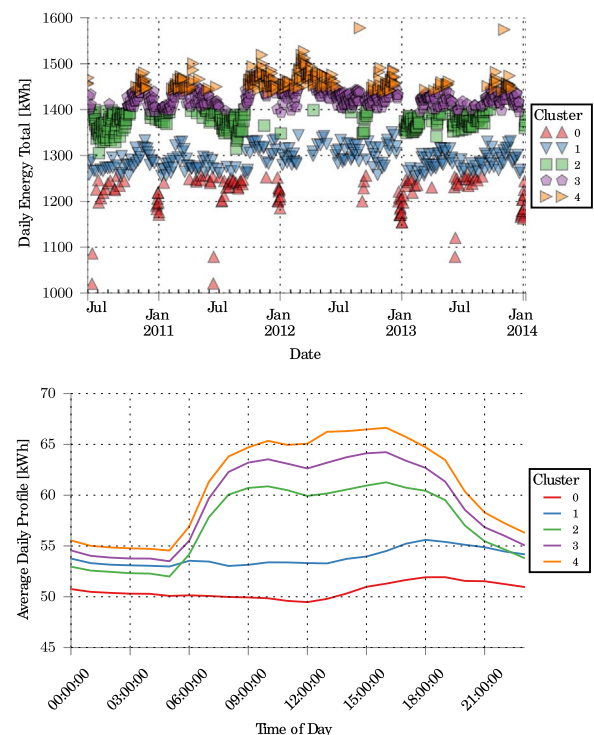 1600
1500
1400
1300
1200
1100
1000
Daily Energy Total [kWh]
Jul Jan Jul Jan Jul Jan Jul Jan
2011 2012 2013 2014
Date
Cluster
0
1
2
3
4
70
65
60
55
50
45
Average Daily Profile [kWh]
00:00:00 03:00:00 06:00:00 09:00:00 12:00:00 15:00:00 18:00:00 21:00:00
Time of Day
Cluster
0
1
2
3
4